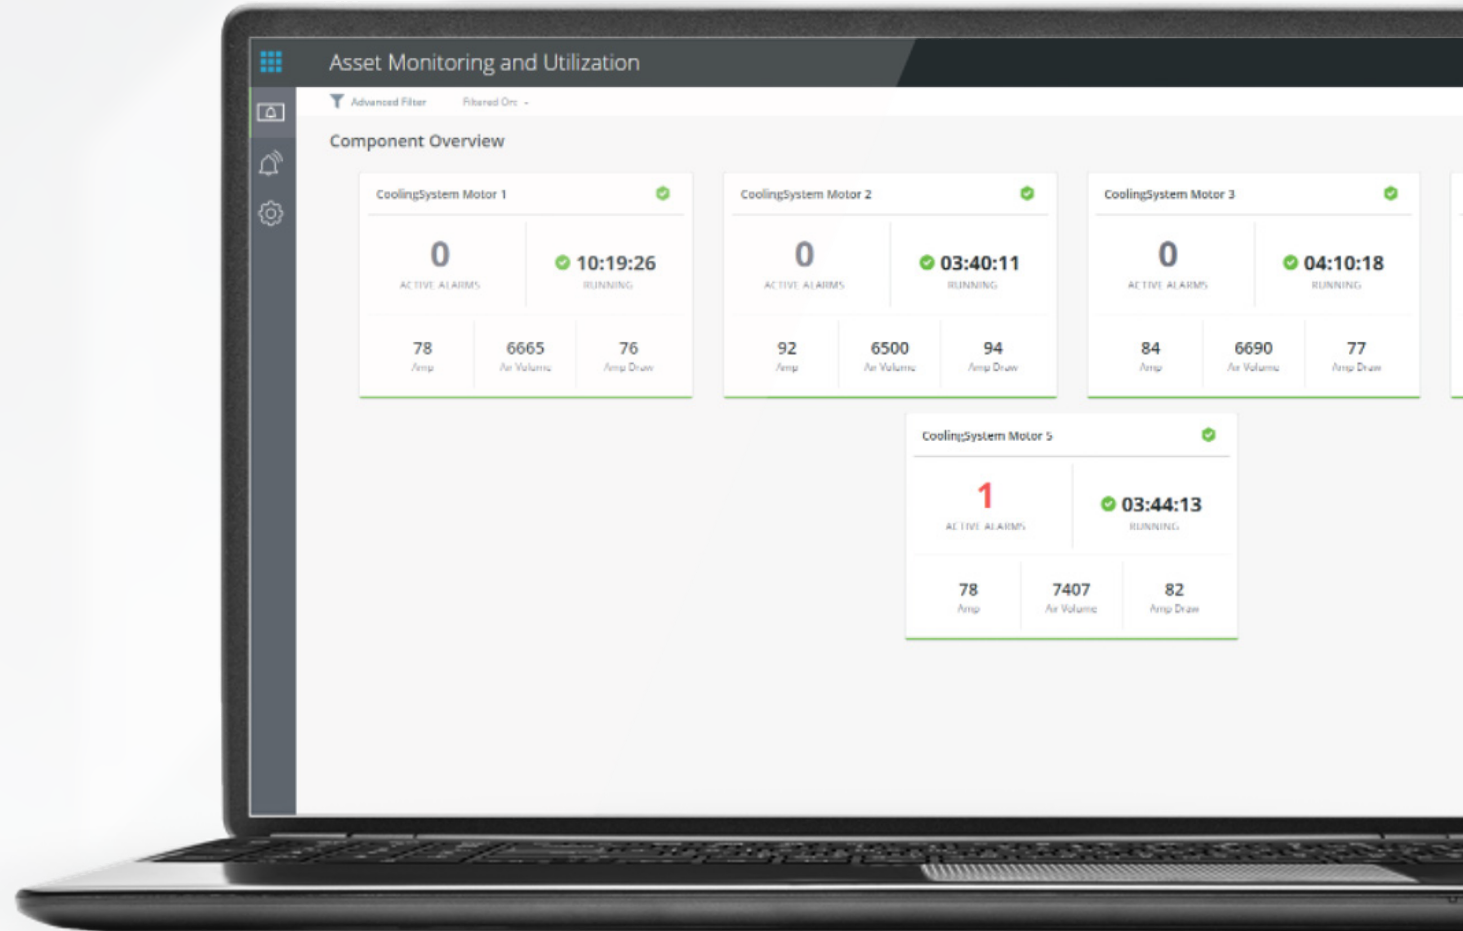 Asset Monitoring and Utilization
Advanced Filter Filtered On:
Component Overview
CoolingSystem Motor 1
0
ACTIVE ALARMS
10:19:26
RUNNING
78
Amp
6665
Air Volume
76
Amp Draw
CoolingSystem Motor 2
0
ACTIVE ALARMS
03:40:11
RUNNING
92
Amp
6500
Air Volume
94
Amp Draw
CoolingSystem Motor 3
0
ACTIVE ALARMS
04:10:18
RUNNING
84
Amp
6690
Air Volume
77
Amp Draw
CoolingSystem Motor 5
1
ACTIVE ALARMS
03:44:13
RUNNING
78
Amp
7407
Air Volume
82
Amp Draw